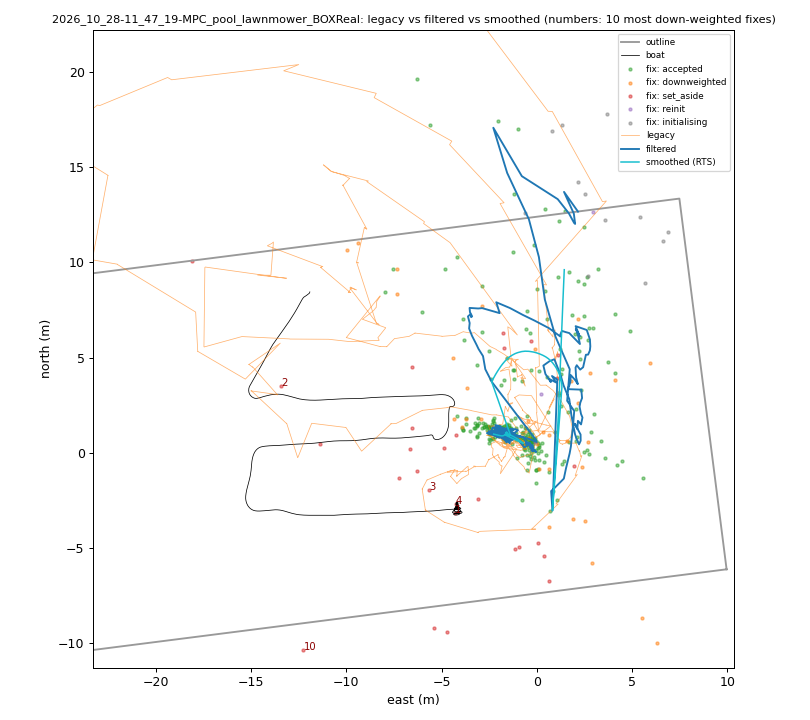 2026_10_28-11_47_19-MPC_pool_lawnmower_BOXReal: legacy vs filtered vs smoothed (numbers: 10 most down-weighted fixes)
outline
boat
fix: accepted
fix: downweighted
fix: set_aside
fix: reinit
fix: initialising
legacy
filtered
smoothed (RTS)
20
15
10
5
0
−5
−10
north (m)
2
3
4
10
−20
−15
−10
−5
0
5
10
east (m)